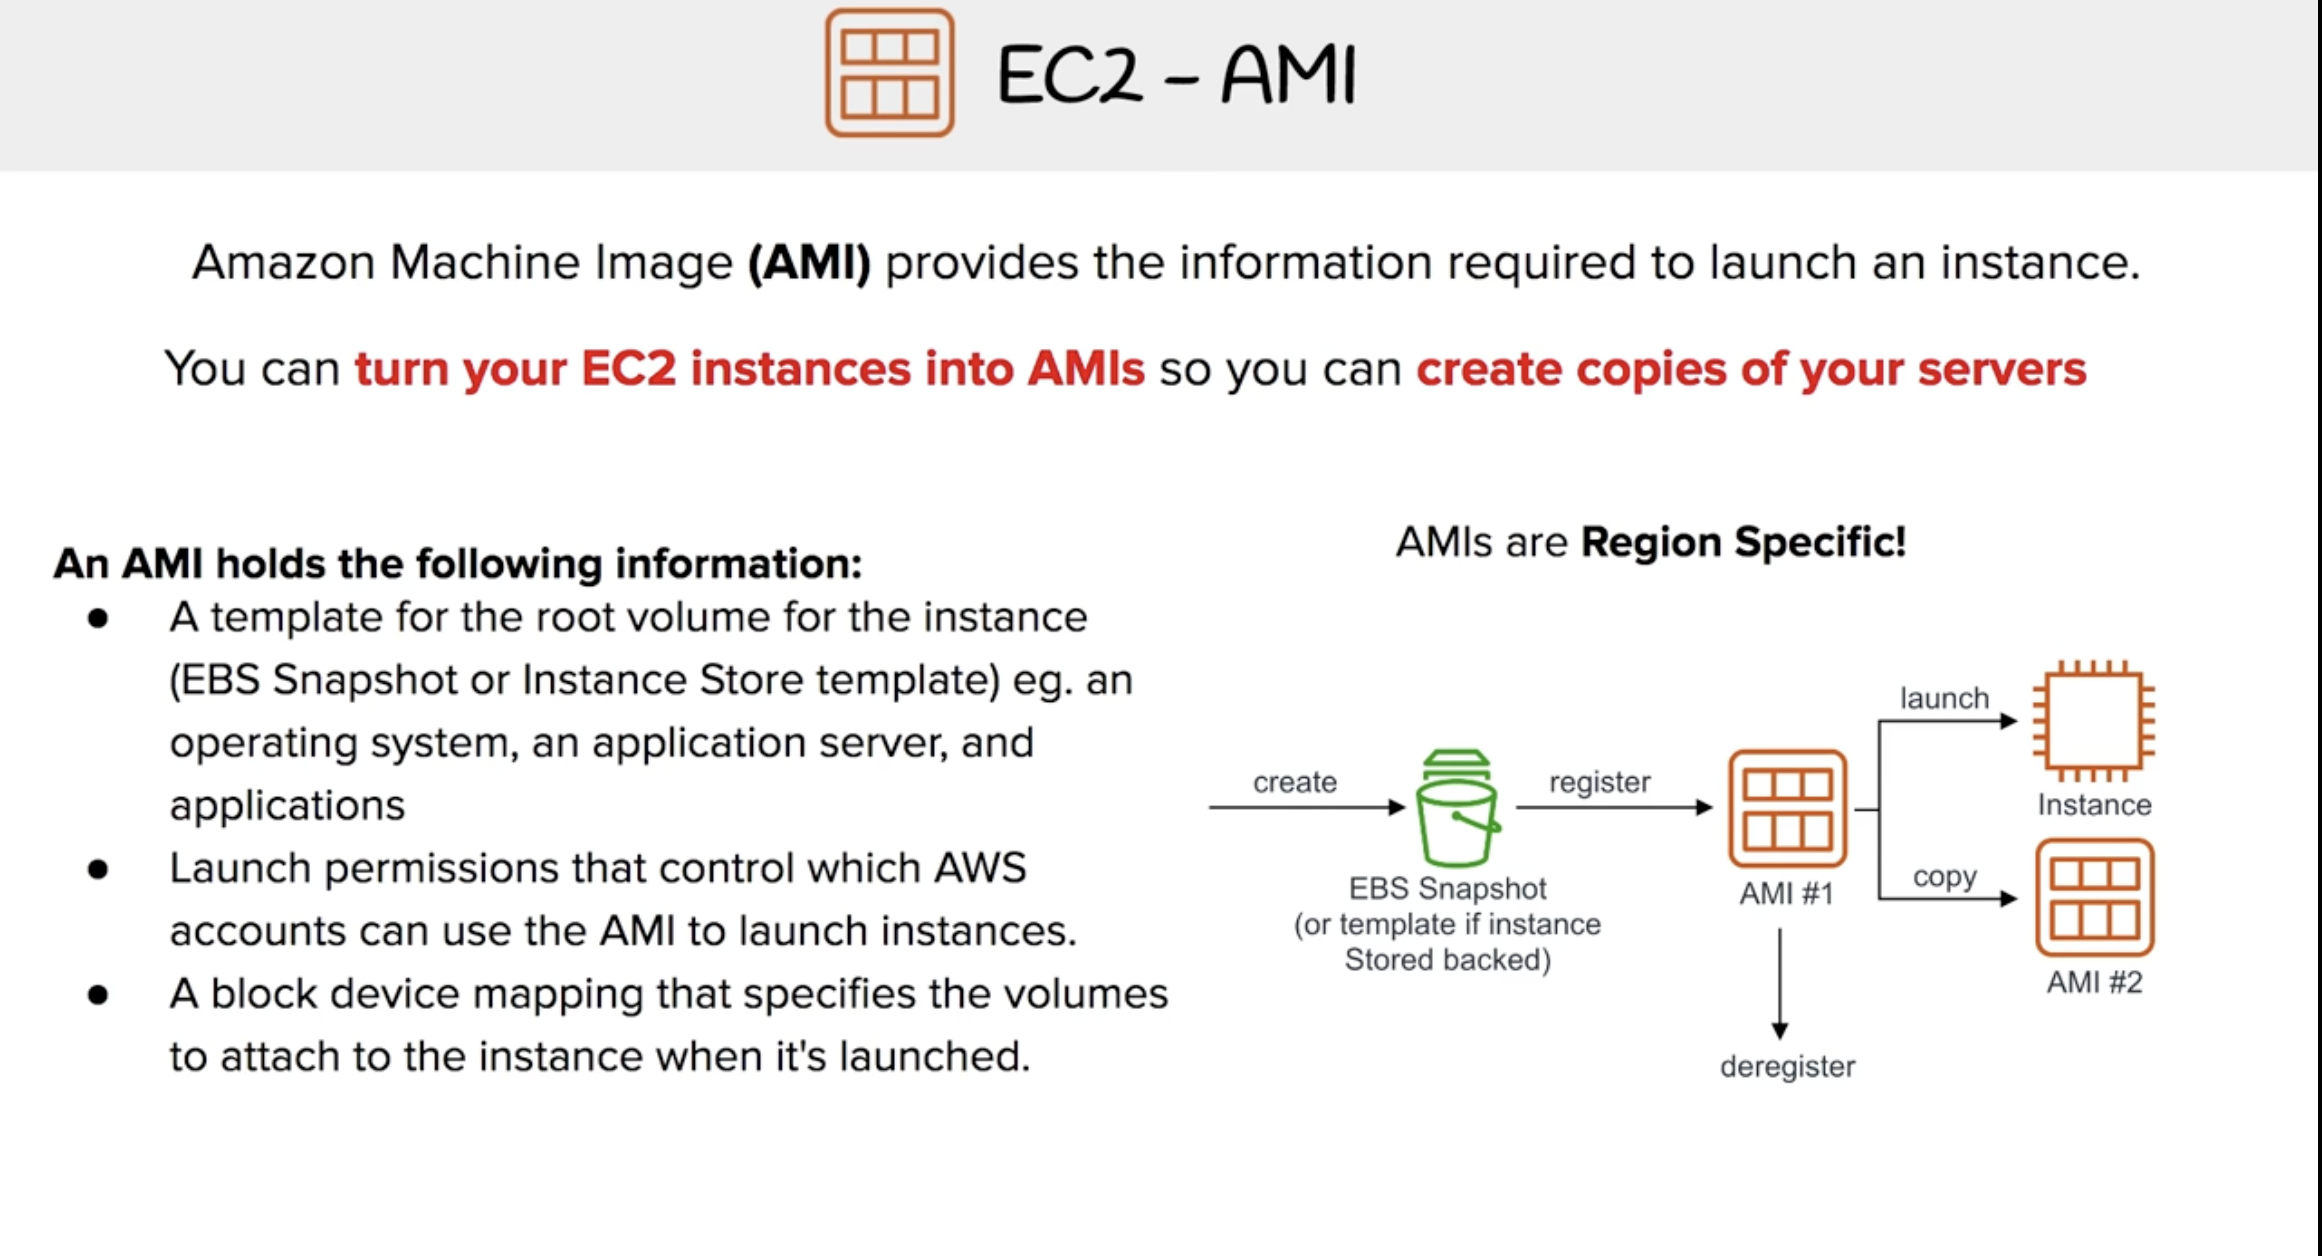 EC2 - AMI
Amazon Machine Image (AMI) provides the information required to launch an instance.
You can turn your EC2 instances into AMIs so you can create copies of your servers
An AMI holds the following information:
● A template for the root volume for the instance
(EBS Snapshot or Instance Store template) eg. an
operating system, an application server, and
applications
● Launch permissions that control which AWS
accounts can use the AMI to launch instances.
● A block device mapping that specifies the volumes
to attach to the instance when it's launched.
AMIs are Region Specific!
create
EBS Snapshot
(or template if instance
Stored backed)
register
AMI #1
launch
Instance
copy
AMI #2
deregister